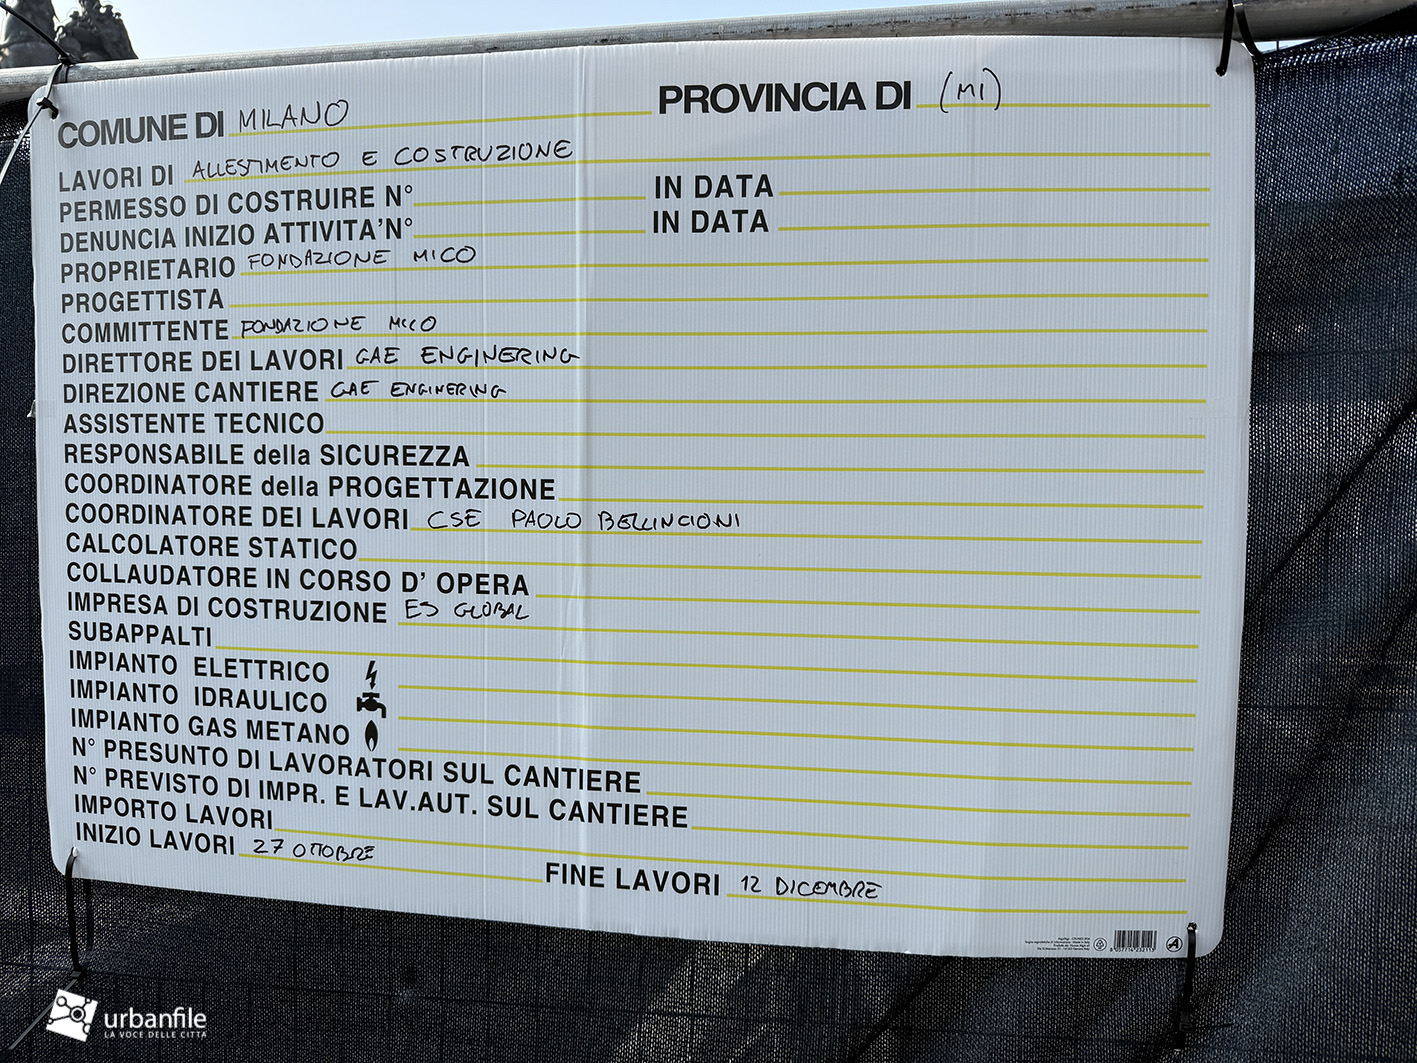 COMUNE DI MILANO PROVINCIA DI (MI)
LAVORI DI ALLESTIMENTO E COSTRUZIONE
PERMESSO DI COSTRUIRE N° IN DATA
DENUNCIA INIZIO ATTIVITA'N° IN DATA
PROPRIETARIO FONDAZIONE MICO
PROGETTISTA
COMMITTENTE FONDAZIONE MICO
DIRETTORE DEI LAVORI GAE ENGINERING
DIREZIONE CANTIERE GAE ENGINERING
ASSISTENTE TECNICO
RESPONSABILE della SICUREZZA
COORDINATORE della PROGETTAZIONE
COORDINATORE DEI LAVORI CSE PAOLO BELLINCIONI
CALCOLATORE STATICO
COLLAUDATORE IN CORSO D' OPERA
IMPRESA DI COSTRUZIONE ES GLOBAL
SUBAPPALTI
IMPIANTO ELETTRICO
IMPIANTO IDRAULICO
IMPIANTO GAS METANO
N° PRESUNTO DI LAVORATORI SUL CANTIERE
N° PREVISTO DI IMPR. E LAV.AUT. SUL CANTIERE
IMPORTO LAVORI
INIZIO LAVORI 27 OTTOBRE FINE LAVORI 12 DICEMBRE
urbanfile
LA VOCE DELLE CITTÀ